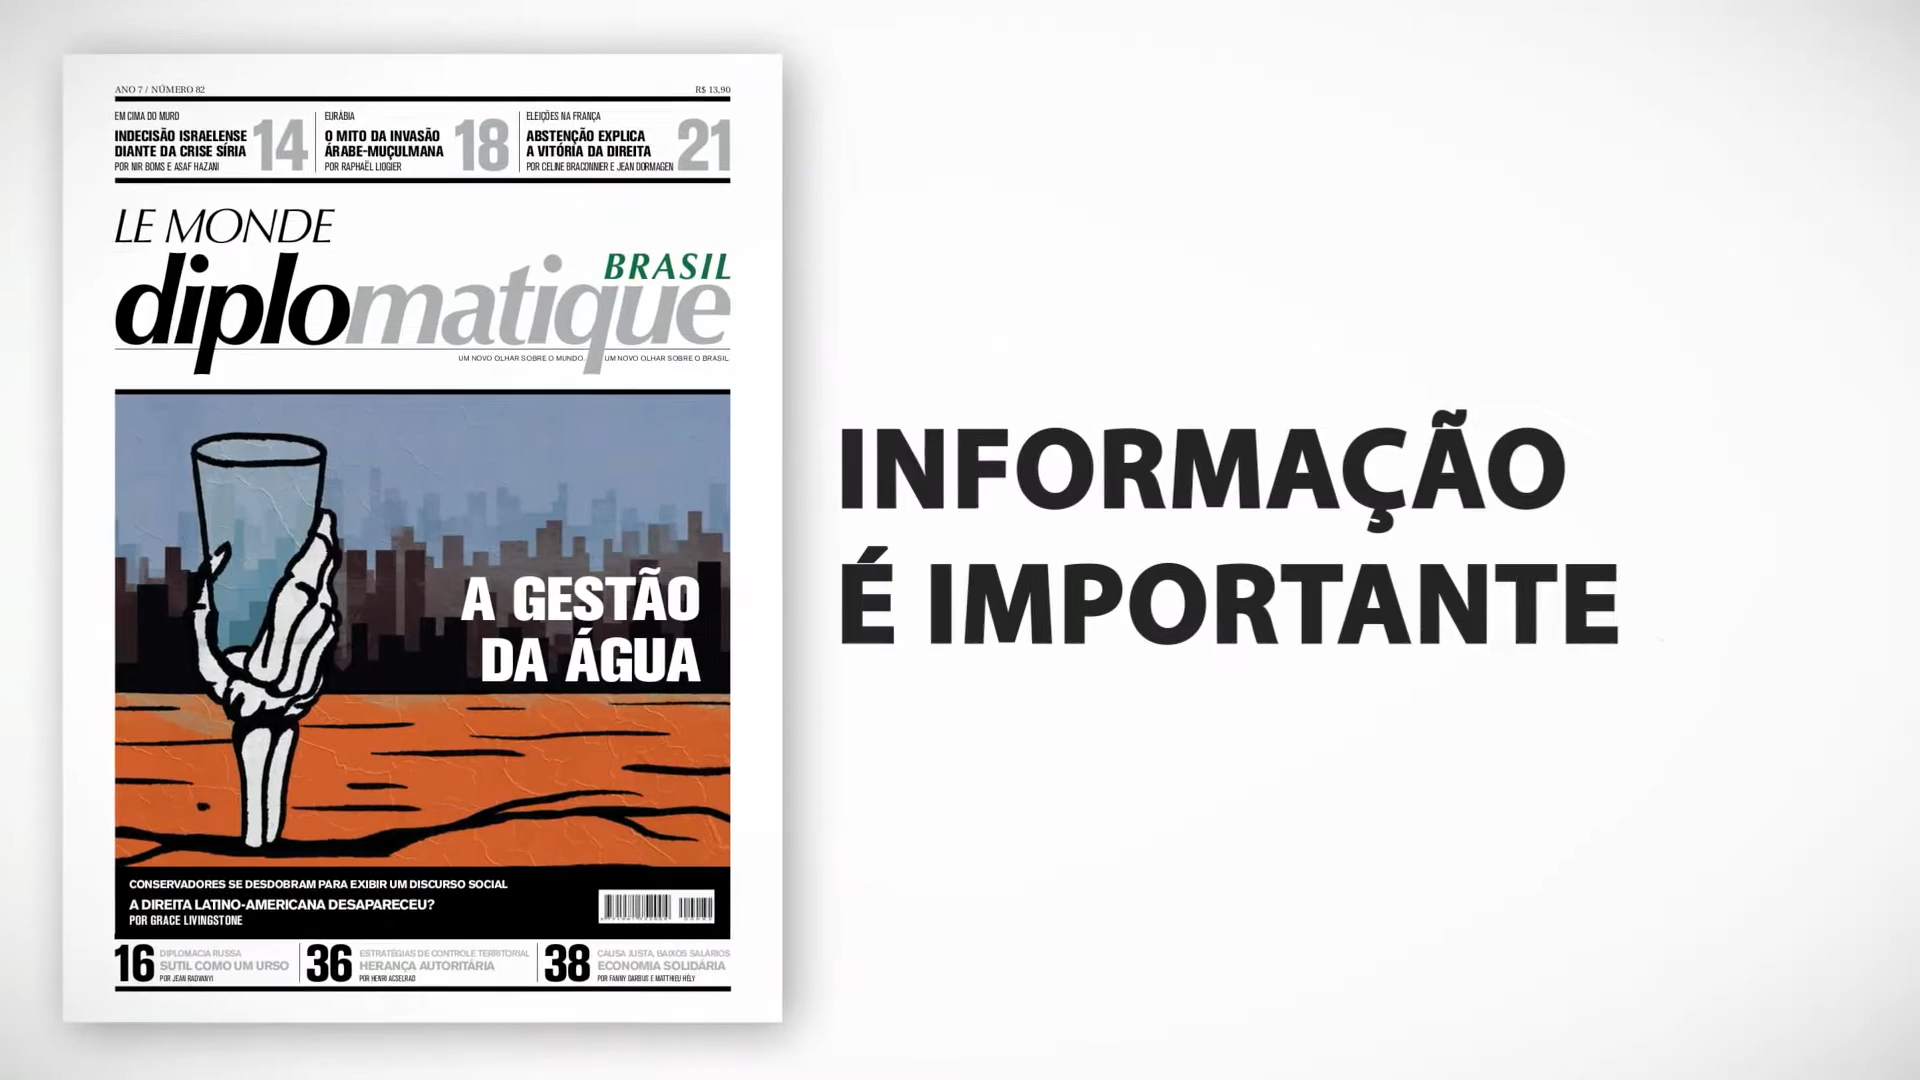 ANO 7 / NÚMERO 82
R$ 13,90
EM CIMA DO MURO
INDECISÃO ISRAELENSE
DIANTE DA CRISE SÍRIA
POR NIR BOMS E ASAF HAZANI
14
EURÁBIA
O MITO DA INVASÃO
ÁRABE-MUÇULMANA
POR RAPHAËL LIOGIER
18
ELEIÇÕES NA FRANÇA
ABSTENÇÃO EXPLICA
A VITÓRIA DA DIREITA
POR CELINE BRACONNIER E JEAN DORMAGEN
21
LE MONDE
diplomatique
BRASIL
UM NOVO OLHAR SOBRE O MUNDO. UM NOVO OLHAR SOBRE O BRASIL.
A GESTÃO
DA ÁGUA
CONSERVADORES SE DESDOBRAM PARA EXIBIR UM DISCURSO SOCIAL
A DIREITA LATINO-AMERICANA DESAPARECEU?
POR GRACE LIVINGSTONE
16
DIPLOMACIA RUSSA
SUTIL COMO UM URSO
POR JEAN RADVANYI
36
ESTRATÉGIAS DE CONTROLE TERRITORIAL
HERANÇA AUTORITÁRIA
POR HENRI ACSELRAD
38
CAUSA JUSTA, BAIXOS SALÁRIOS
ECONOMIA SOLIDÁRIA
POR FANNY DARBUS E MATTHIEU HÉLY
INFORMAÇÃO
É IMPORTANTE